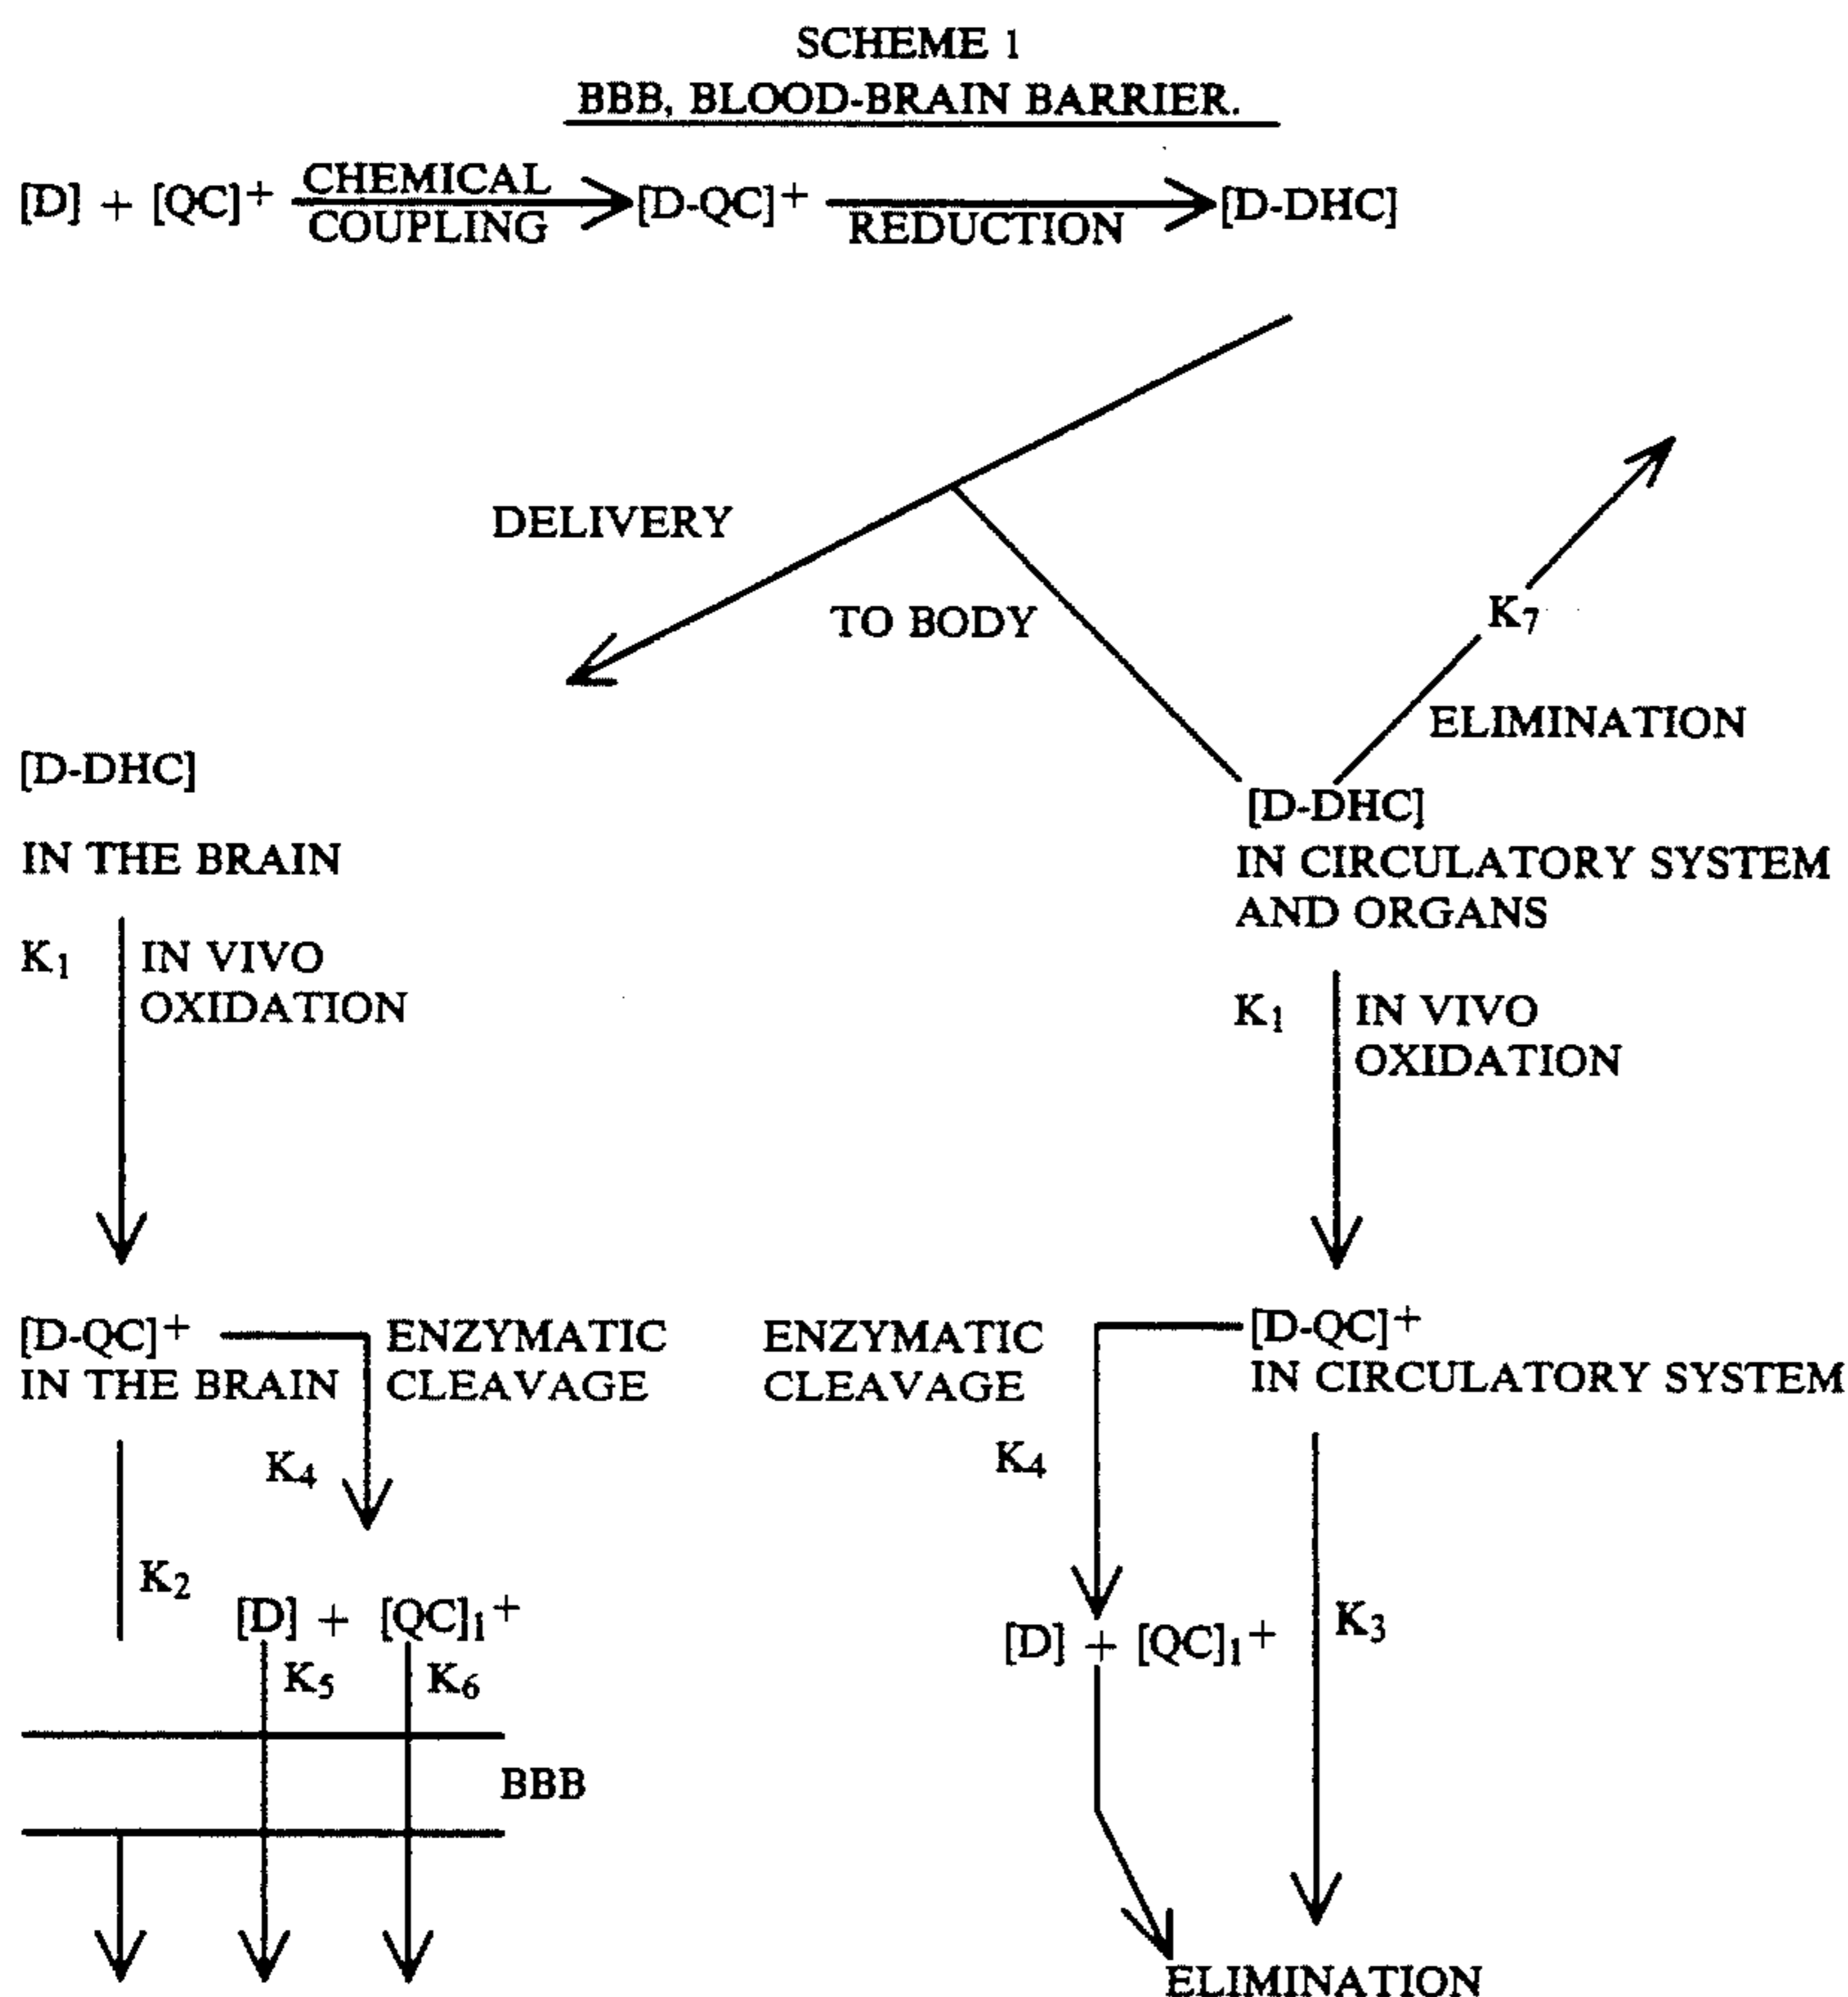 SCHEME 1
BBB, BLOOD-BRAIN BARRIER.
[D] + [QC]+ CHEMICAL COUPLING [D-QC]+ REDUCTION [D-DHC]
DELIVERY
TO BODY
K7
ELIMINATION
[D-DHC]
IN THE BRAIN
[D-DHC]
IN CIRCULATORY SYSTEM
AND ORGANS
K1 IN VIVO
OXIDATION
K1 IN VIVO
OXIDATION
[D-QC]+
IN THE BRAIN
ENZYMATIC
CLEAVAGE
ENZYMATIC
CLEAVAGE
[D-QC]+
IN CIRCULATORY SYSTEM
K4
K4
K2
[D] + [QC]1+
K5 K6
[D] + [QC]1+
K3
BBB
ELIMINATION